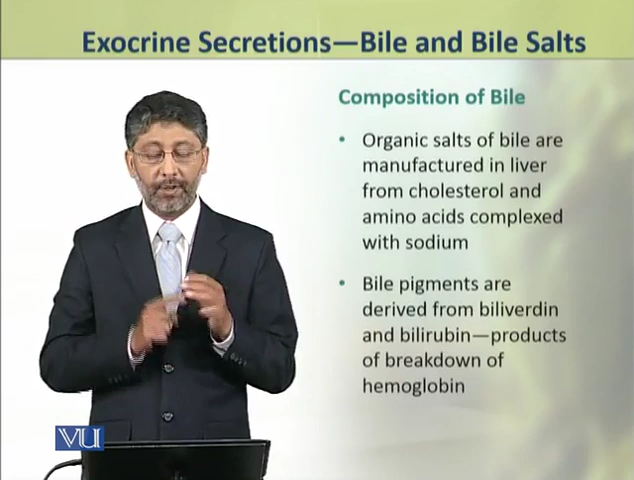 Exocrine Secretions—Bile and Bile Salts
Composition of Bile
• Organic salts of bile are
manufactured in liver
from cholesterol and
amino acids complexed
with sodium
• Bile pigments are
derived from biliverdin
and bilirubin—products
of breakdown of
hemoglobin
VU